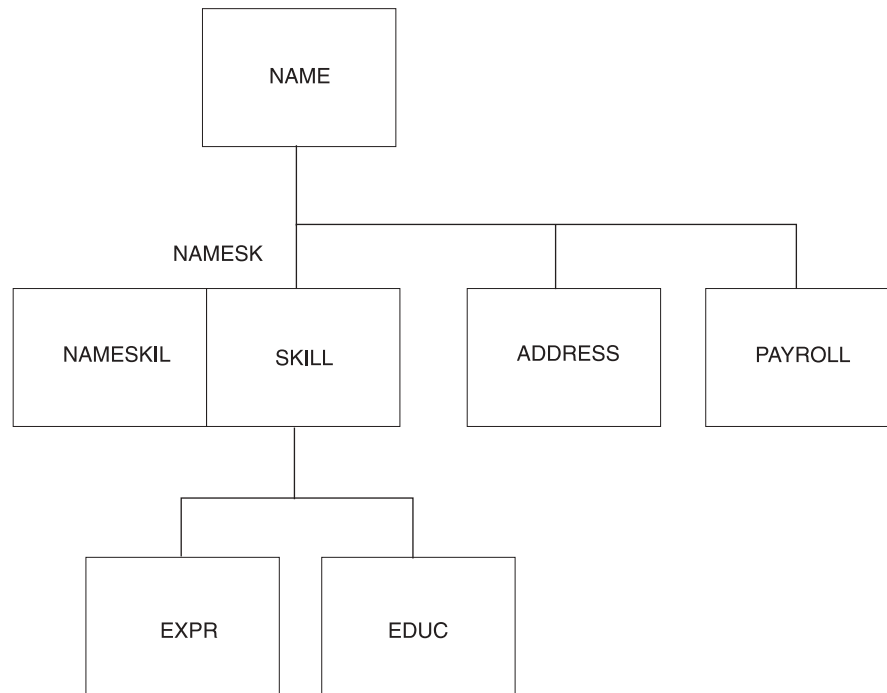 NAME
NAMESK
NAMESKIL
SKILL
ADDRESS
PAYROLL
EXPR
EDUC